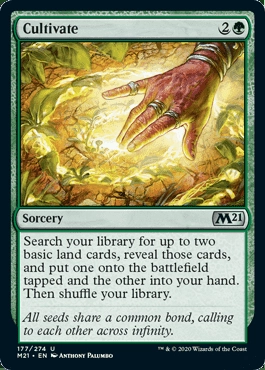 Cultivate 2
Sorcery M21
Search your library for up to two
basic land cards, reveal those cards,
and put one onto the battlefield
tapped and the other into your hand.
Then shuffle your library.
All seeds share a common bond, calling
to each other across infinity.
177/274 U
M21 • EN Anthony Palumbo ™ & © 2020 Wizards of the Coast